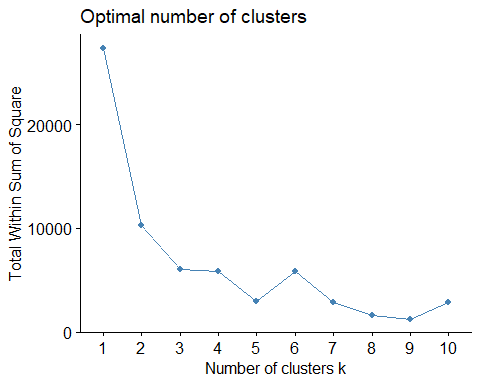 Optimal number of clusters
Total Within Sum of Square
20000
10000
0
1 2 3 4 5 6 7 8 9 10
Number of clusters k